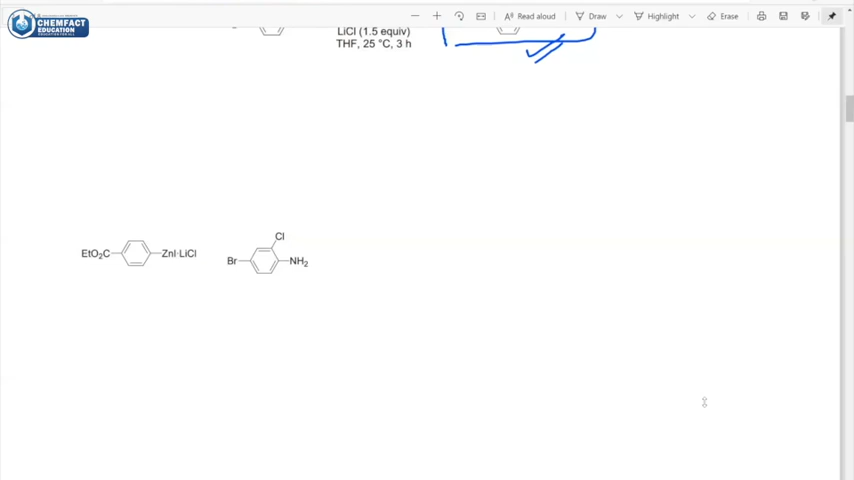 CHEMFACT
EDUCATION
Read aloud
Draw
Highlight
Erase
LiCl (1.5 equiv)
THF, 25 °C, 3 h
Cl
EtO₂C
ZnI·LiCl
Br
NH₂